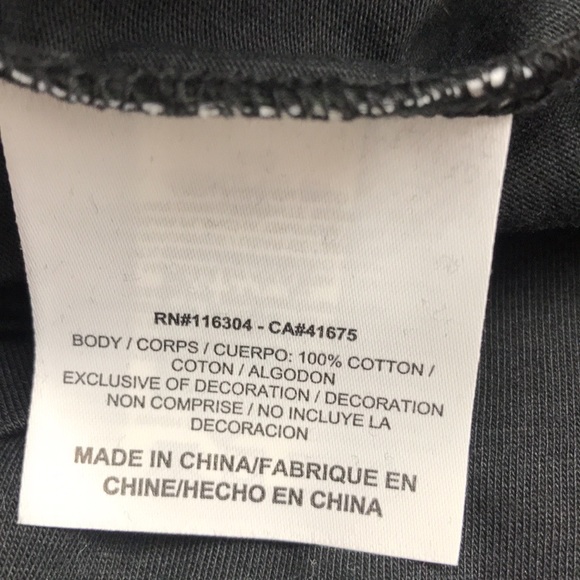 RN#116304 - CA#41675
BODY / CORPS / CUERPO: 100% COTTON /
COTON / ALGODON
EXCLUSIVE OF DECORATION / DECORATION
NON COMPRISE / NO INCLUYE LA
DECORACION
MADE IN CHINA/FABRIQUE EN
CHINE/HECHO EN CHINA